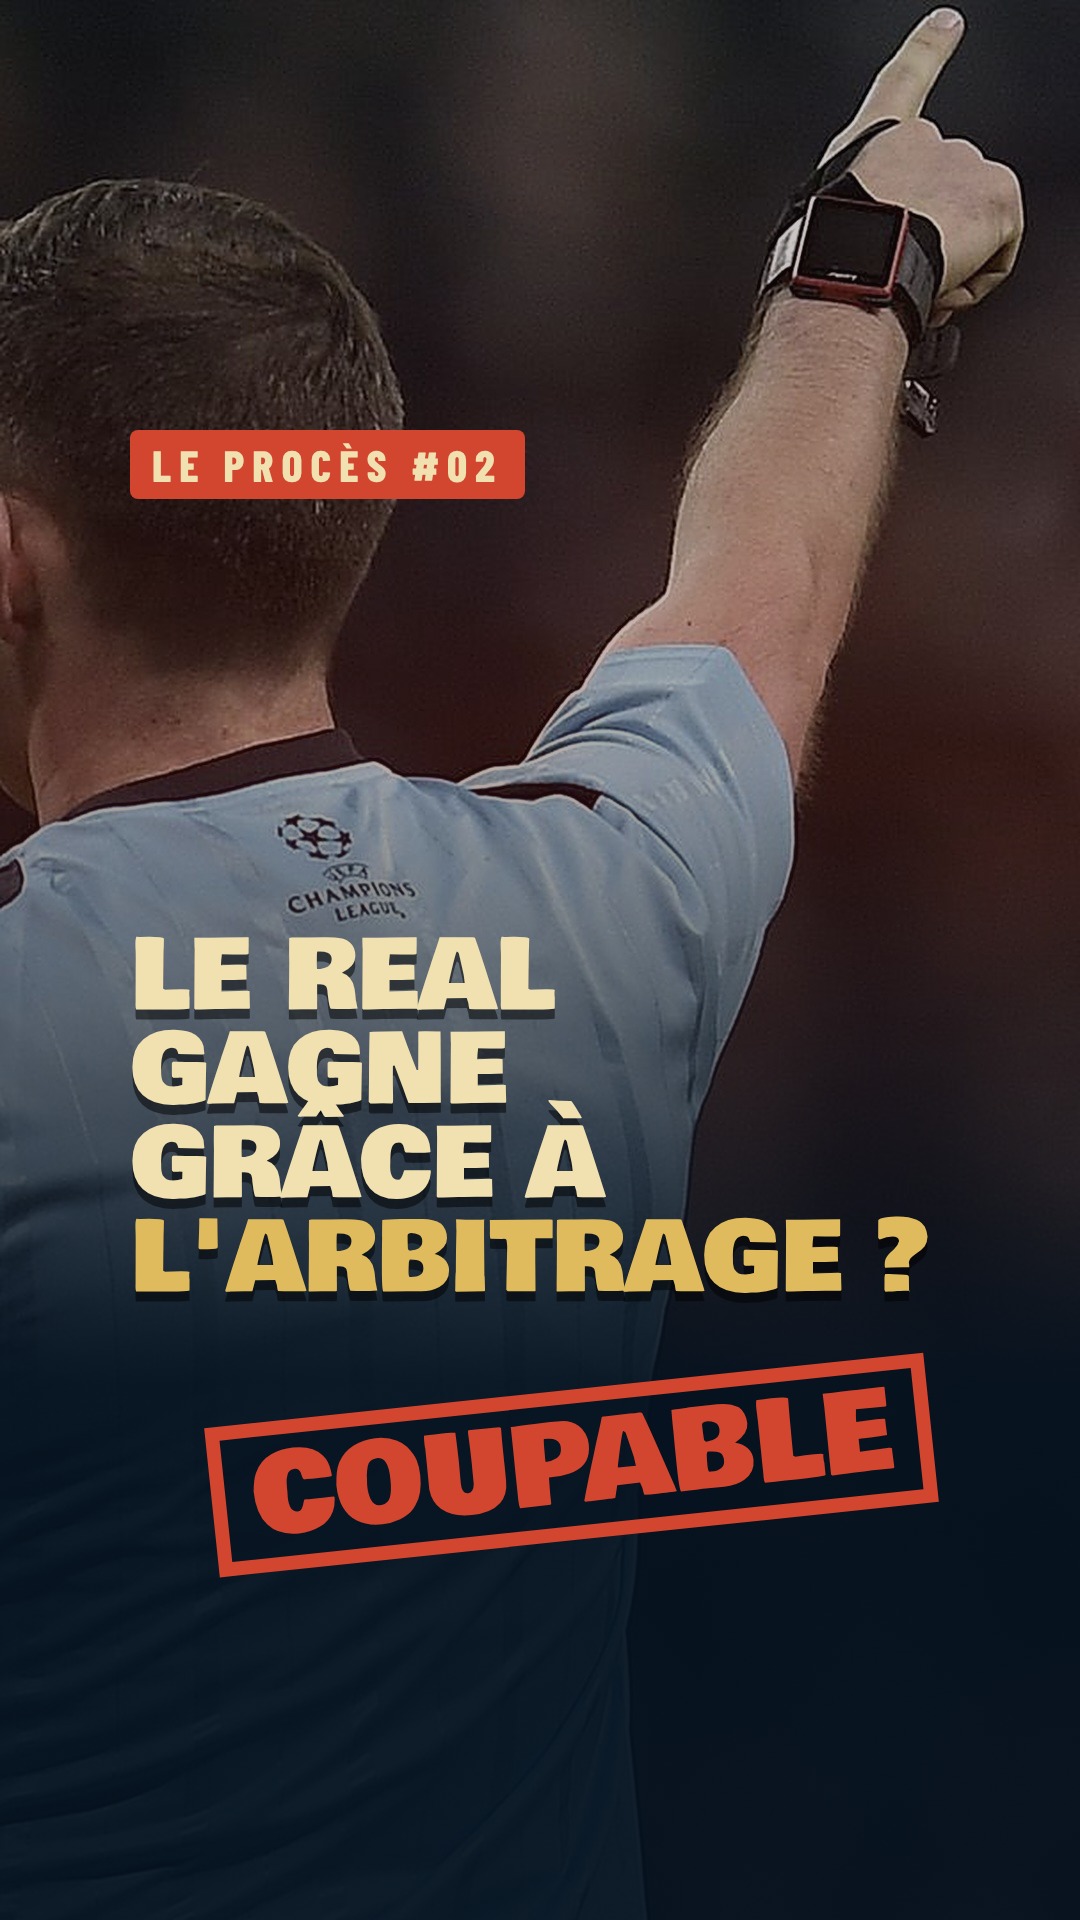 LE PROCÈS #02
CHAMPIONS
LEAGUE
LE REAL
GAGNE
GRÂCE À
L'ARBITRAGE ?
COUPABLE